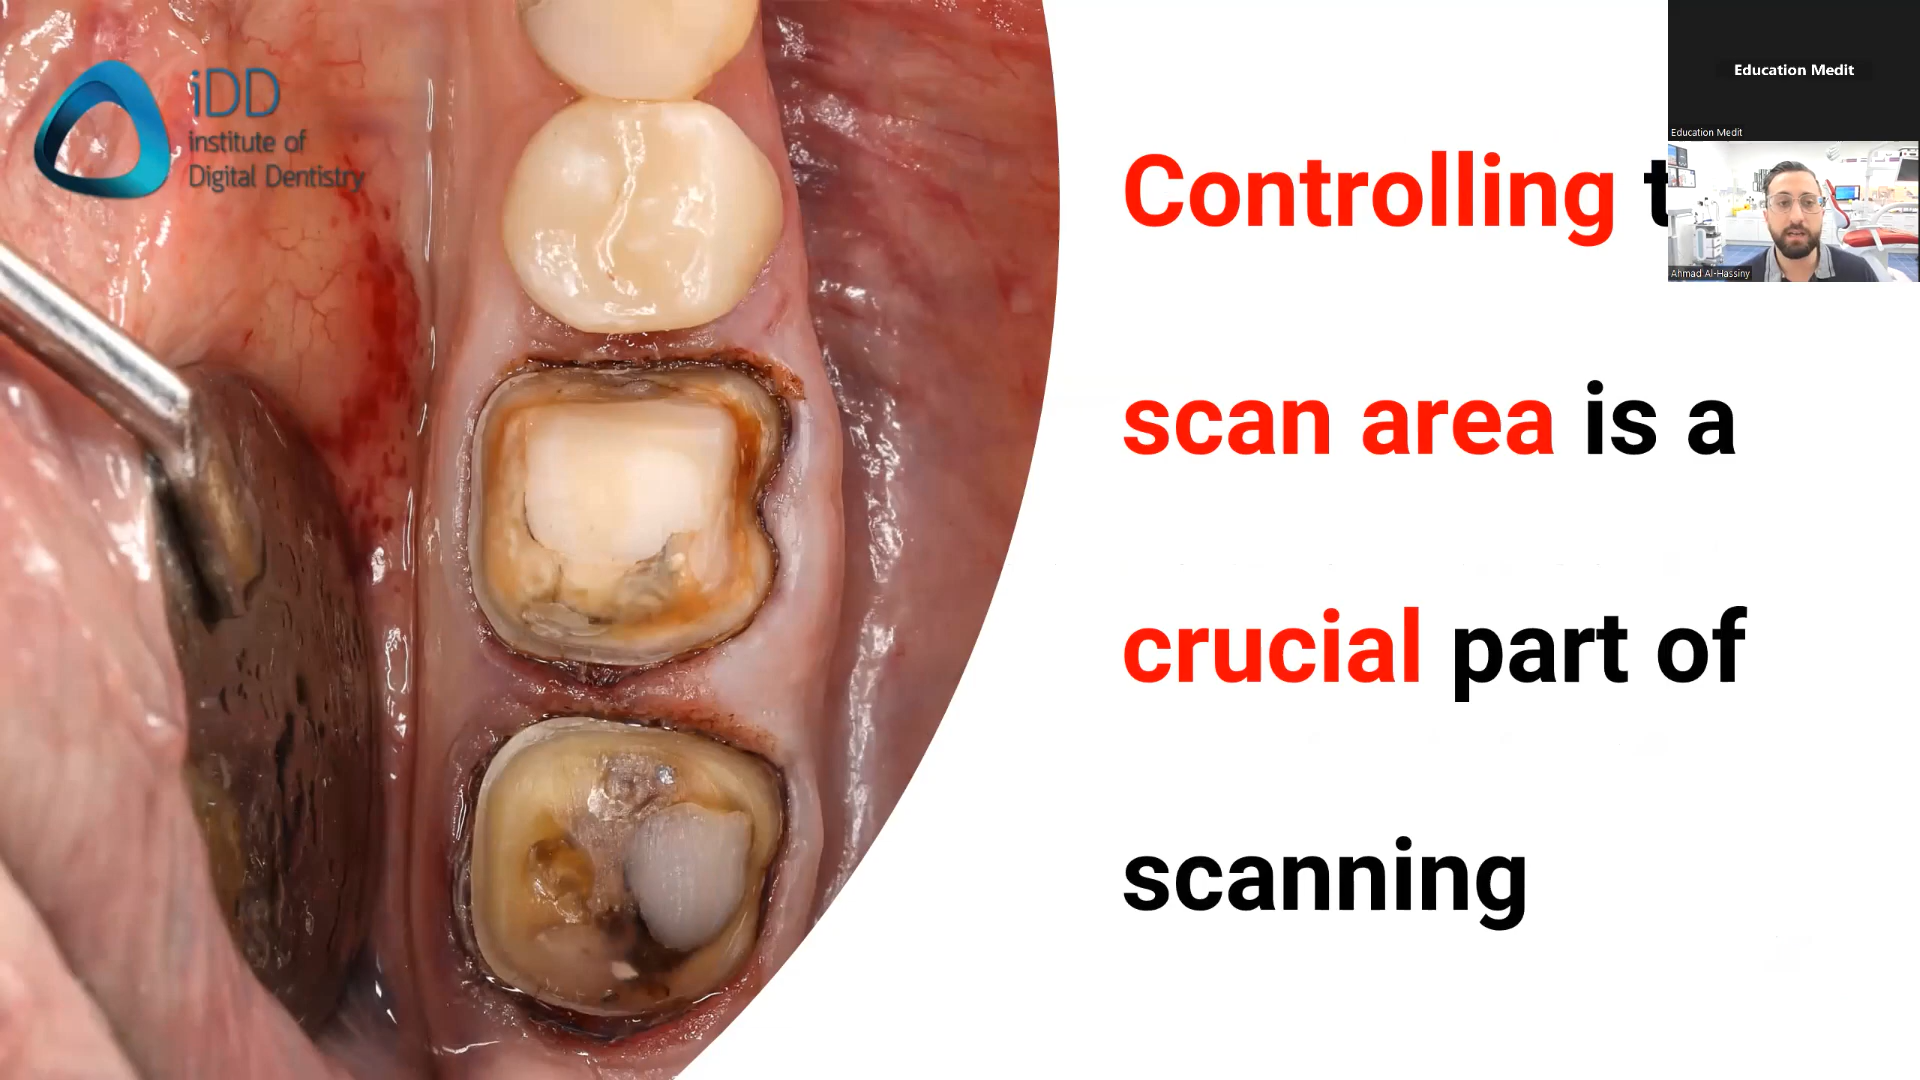 iDD
institute of
Digital Dentistry
Controlling t
scan area is a
crucial part of
scanning
Education Medit
Education Medit
Ahmad Al-Hassiny